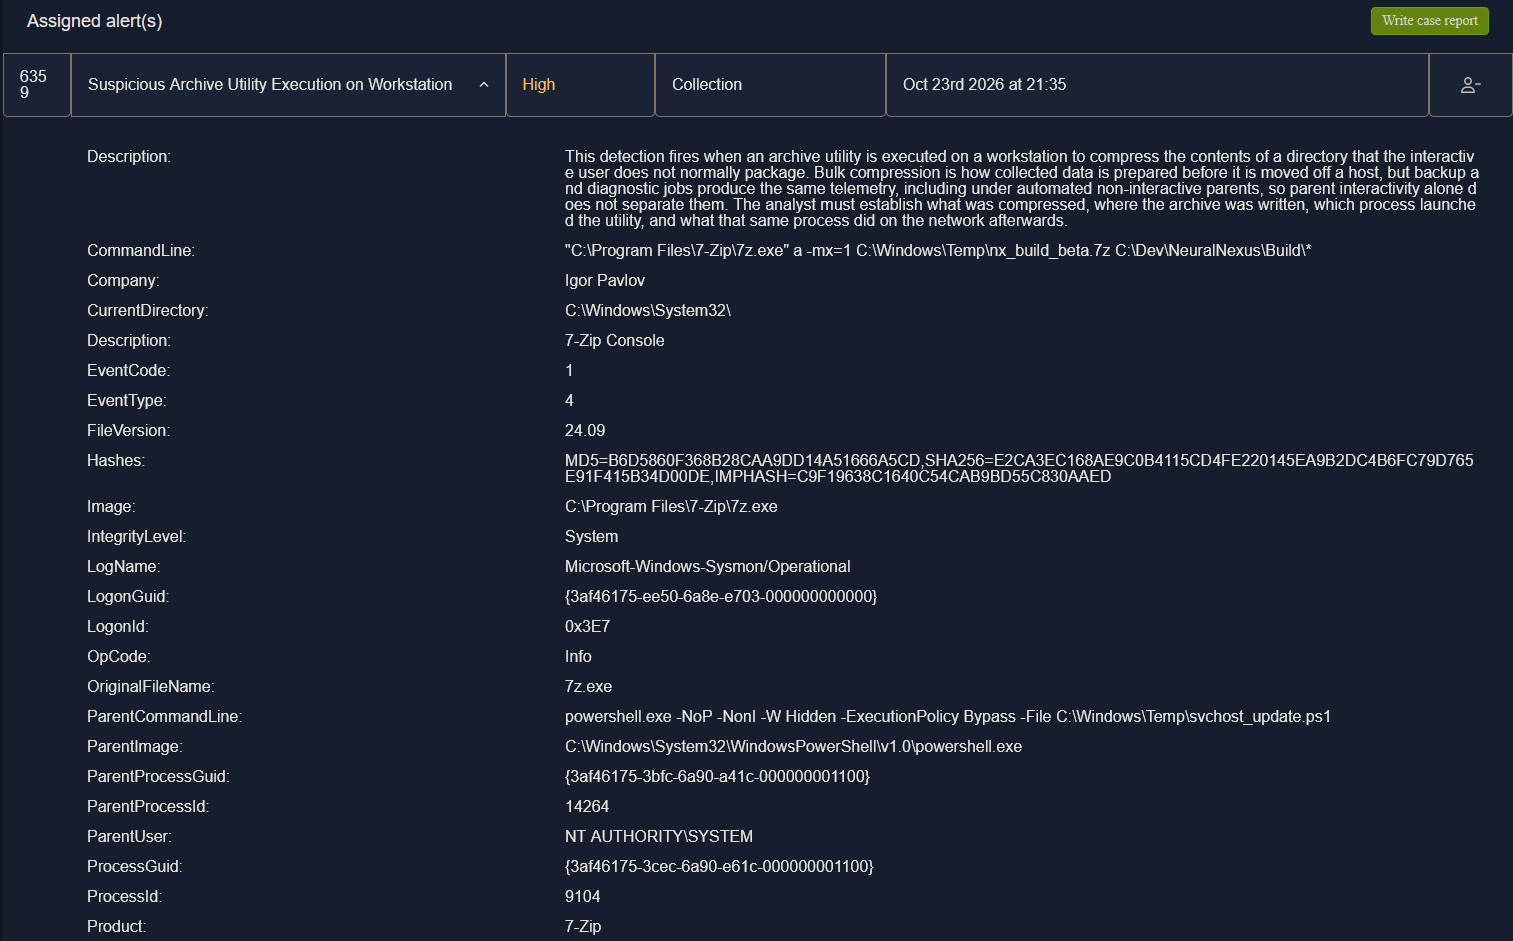 Assigned alert(s)
Write case report
635
9
Suspicious Archive Utility Execution on Workstation
High
Collection
Oct 23rd 2026 at 21:35
Description:
This detection fires when an archive utility is executed on a workstation to compress the contents of a directory that the interactiv
e user does not normally package. Bulk compression is how collected data is prepared before it is moved off a host, but backup a
nd diagnostic jobs produce the same telemetry, including under automated non-interactive parents, so parent interactivity alone d
oes not separate them. The analyst must establish what was compressed, where the archive was written, which process launche
d the utility, and what that same process did on the network afterwards.
CommandLine:
"C:\Program Files\7-Zip\7z.exe" a -mx=1 C:\Windows\Temp\nx_build_beta.7z C:\Dev\NeuralNexus\Build\*
Company:
Igor Pavlov
CurrentDirectory:
C:\Windows\System32\
Description:
7-Zip Console
EventCode:
1
EventType:
4
FileVersion:
24.09
Hashes:
MD5=B6D5860F368B28CAA9DD14A51666A5CD,SHA256=E2CA3EC168AE9C0B4115CD4FE220145EA9B2DC4B6FC79D765
E91F415B34D00DE,IMPHASH=C9F19638C1640C54CAB9BD55C830AAED
Image:
C:\Program Files\7-Zip\7z.exe
IntegrityLevel:
System
LogName:
Microsoft-Windows-Sysmon/Operational
LogonGuid:
{3af46175-ee50-6a8e-e703-000000000000}
LogonId:
0x3E7
OpCode:
Info
OriginalFileName:
7z.exe
ParentCommandLine:
powershell.exe -NoP -NonI -W Hidden -ExecutionPolicy Bypass -File C:\Windows\Temp\svchost_update.ps1
ParentImage:
C:\Windows\System32\WindowsPowerShell\v1.0\powershell.exe
ParentProcessGuid:
{3af46175-3bfc-6a90-a41c-000000001100}
ParentProcessId:
14264
ParentUser:
NT AUTHORITY\SYSTEM
ProcessGuid:
{3af46175-3cec-6a90-e61c-000000001100}
ProcessId:
9104
Product:
7-Zip